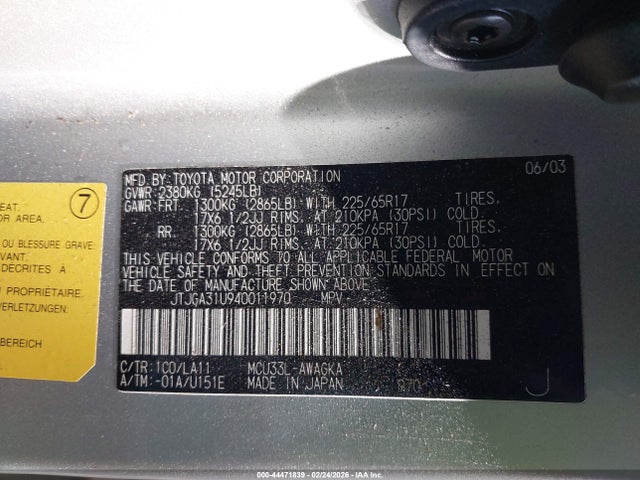 MFD.BY: TOYOTA MOTOR CORPORATION 06/03
GVWR: 2380KG (5245LB)
GAWR: FRT. 1300KG (2865LB) WITH 225/65R17 TIRES.
17X6 1/2JJ RIMS. AT 210KPA (30PSI) COLD.
RR 1300KG (2865LB) WITH 225/65R17 TIRES.
17X6 1/2JJ RIMS. AT 210KPA (30PSI) COLD.
THIS VEHICLE CONFORMS TO ALL APPLICABLE FEDERAL MOTOR
VEHICLE SAFETY AND THEFT PREVENTION STANDARDS IN EFFECT ON
THE DATE OF MANUFACTURE SHOWN ABOVE.
JTJGA31U940011970 MPV
C/TR: 1C0/LA11 MCU33L-AWAGKA
A/TM: -01A/U151E MADE IN JAPAN 870 J
7
EAT
OR AREA.
OU BLESSURE GRAVE
VANT.
DÉCRITES À
U PROPRIÉTAIRE.
VERLETZUNGEN
BEREICH
000-44471839 - 02/24/2026 - IAAI Inc.